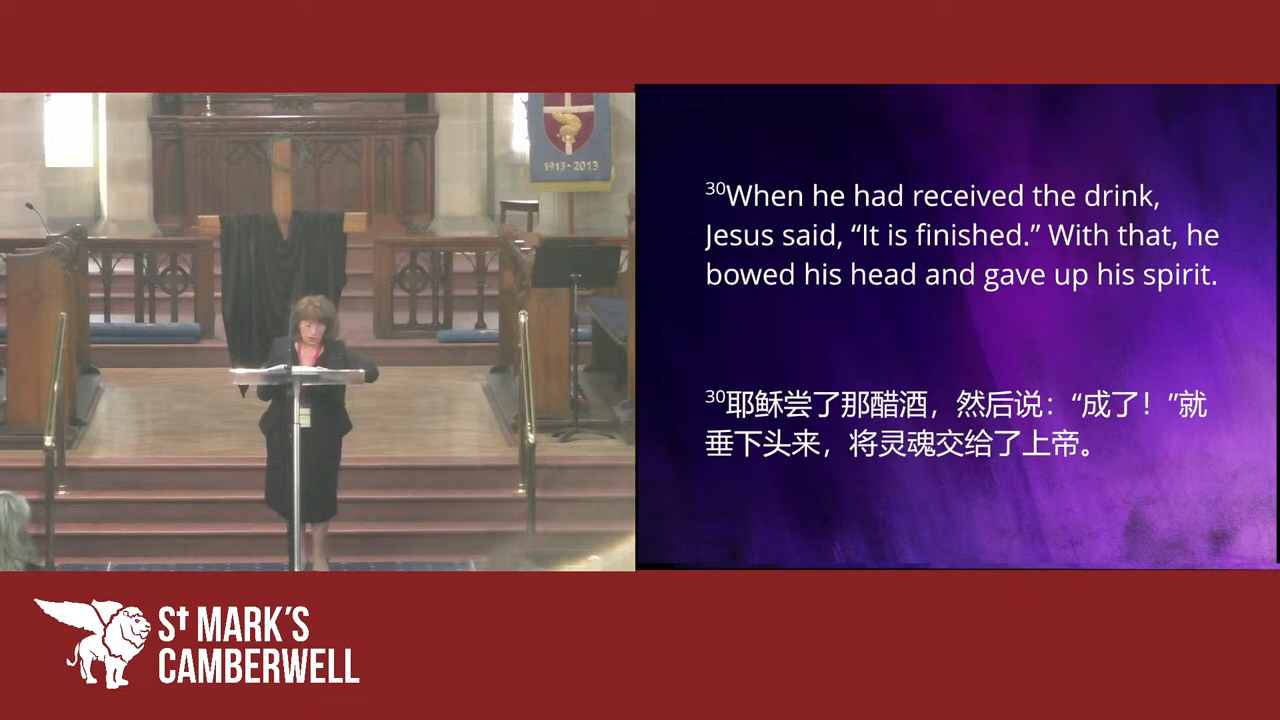 1913-2013
³⁰When he had received the drink,
Jesus said, “It is finished.” With that, he
bowed his head and gave up his spirit.
³⁰耶稣尝了那醋酒，然后说：“成了！”就
垂下头来，将灵魂交给了上帝。
St MARK'S
CAMBERWELL